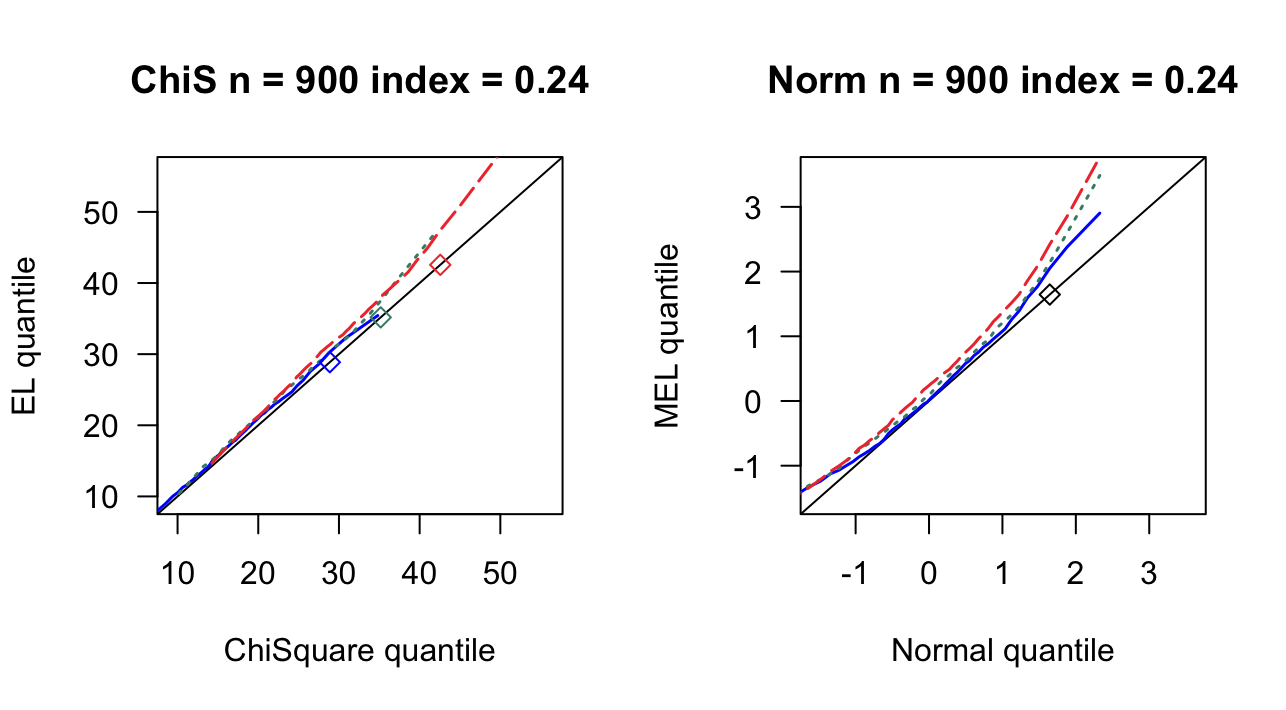 ChiS n = 900 index = 0.24
EL quantile
50
40
30
20
10
10 20 30 40 50
ChiSquare quantile
Norm n = 900 index = 0.24
MEL quantile
3
2
1
0
-1
-1 0 1 2 3
Normal quantile